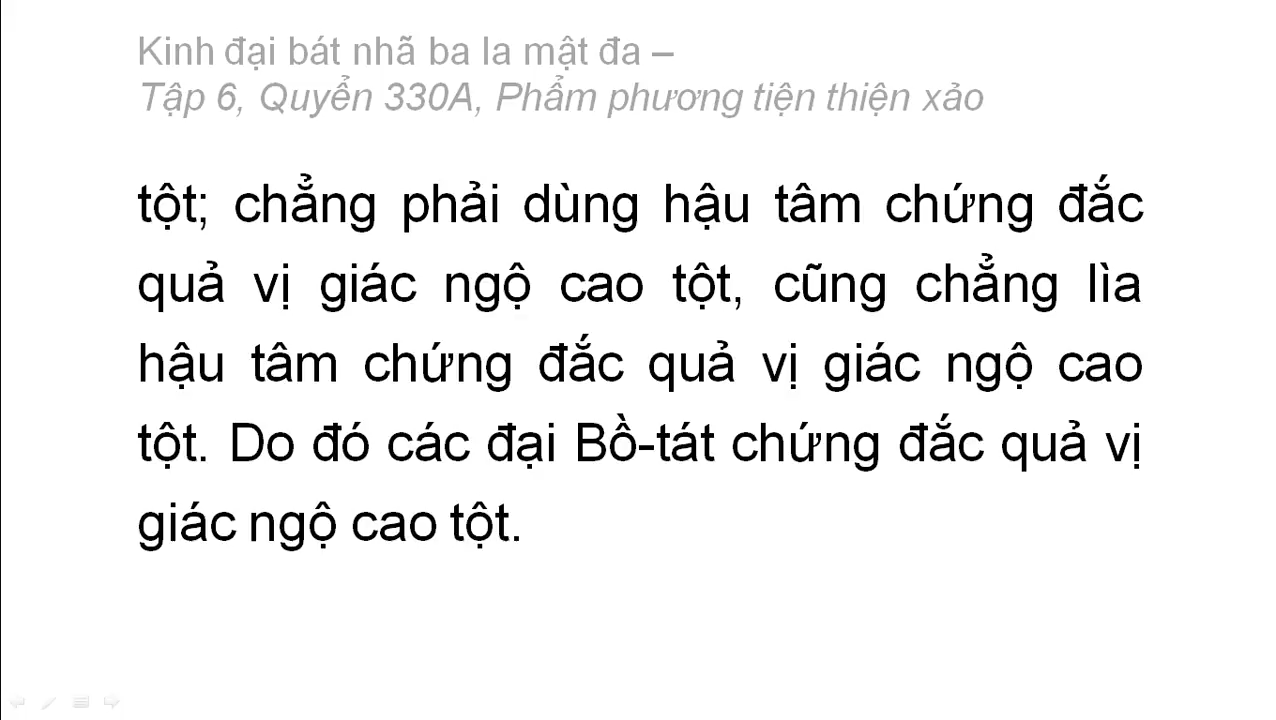 Kinh đại bát nhã ba la mật đa –
Tập 6, Quyển 330A, Phẩm phương tiện thiện xảo
tột; chẳng phải dùng hậu tâm chứng đắc
quả vị giác ngộ cao tột, cũng chẳng lìa
hậu tâm chứng đắc quả vị giác ngộ cao
tột. Do đó các đại Bồ-tát chứng đắc quả vị
giác ngộ cao tột.